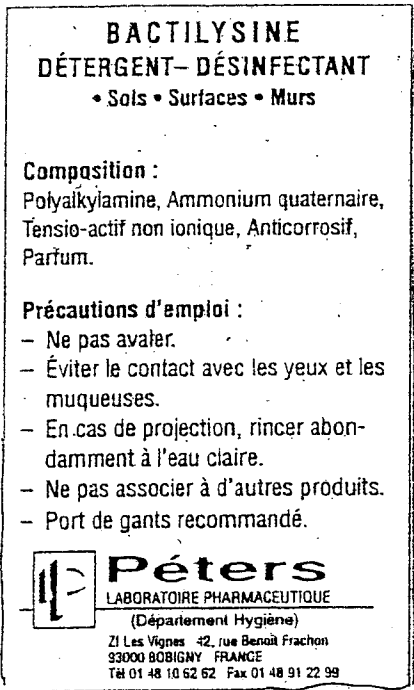 BACTILYSINE
DÉTERGENT– DÉSINFECTANT
• Sols • Surfaces • Murs
Composition :
Polyalkylamine, Ammonium quaternaire,
Tensio-actif non ionique, Anticorrosif,
Parfum.
Précautions d'emploi :
– Ne pas avaler.
– Éviter le contact avec les yeux et les
muqueuses.
– En cas de projection, rincer abon-
damment à l'eau claire.
– Ne pas associer à d'autres produits.
– Port de gants recommandé.
Péters
LABORATOIRE PHARMACEUTIQUE
(Département Hygiène)
ZI Les Vignes 42, rue Benoit Frachon
93000 BOBIGNY FRANCE
Tél 01 48 10 62 62 Fax 01 48 91 22 99